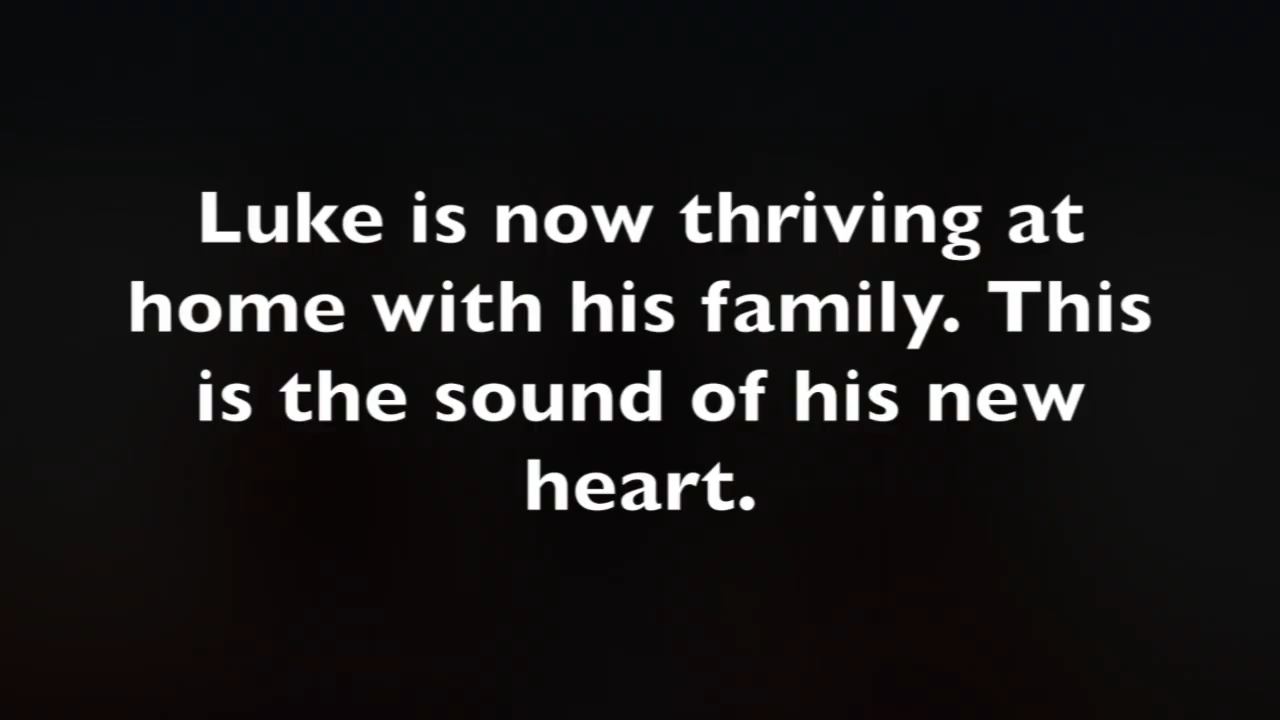 Luke is now thriving at
home with his family. This
is the sound of his new
heart.